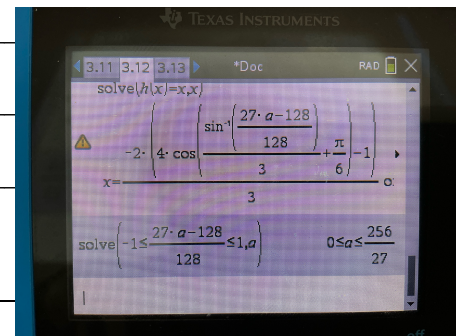 TEXAS INSTRUMENTS
3.11 3.12 3.13 *Doc RAD
solve(h(x)=x,x)
x=(-2·(4·cos(sin⁻¹((27·a-128)/128)/3+π/6)-1))/3 o
solve(-1≤(27·a-128)/128≤1,a) 0≤a≤256/27
off